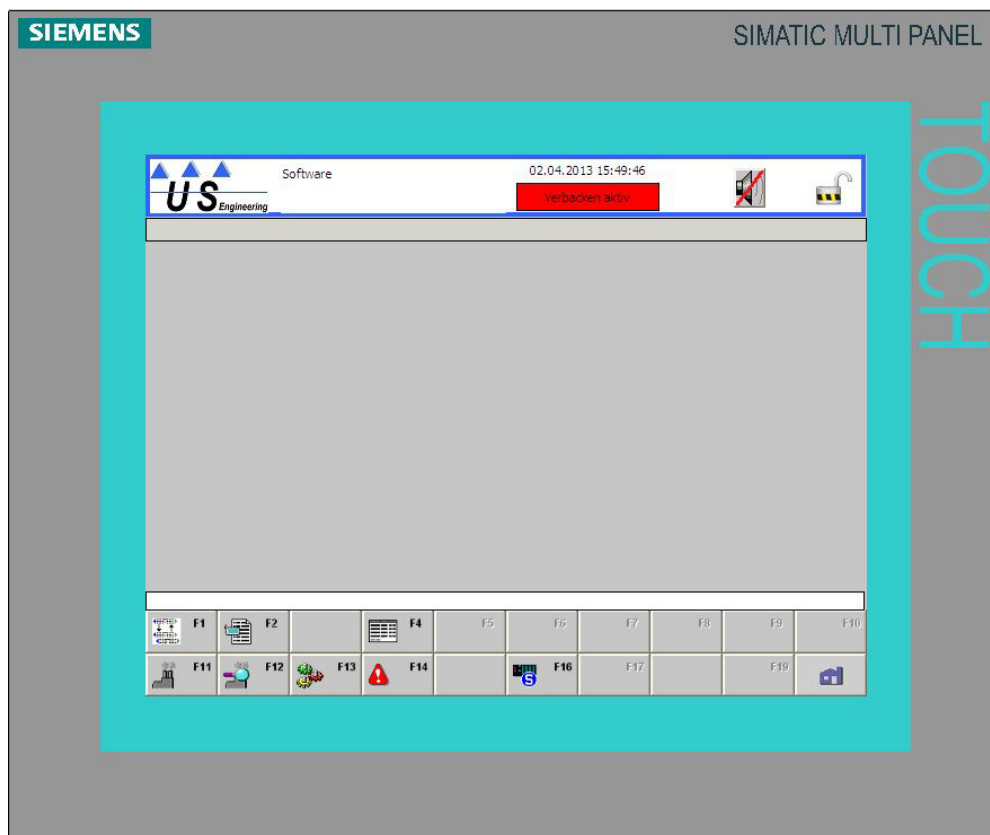 SIEMENS
SIMATIC MULTI PANEL
TOUCH
US Engineering
Software
02.04.2013 15:49:46
Verbacken aktiv
F1 F2 F4 F5 F6 F7 F8 F9 F10
F11 F12 F13 F14 F16 F17 F19
S